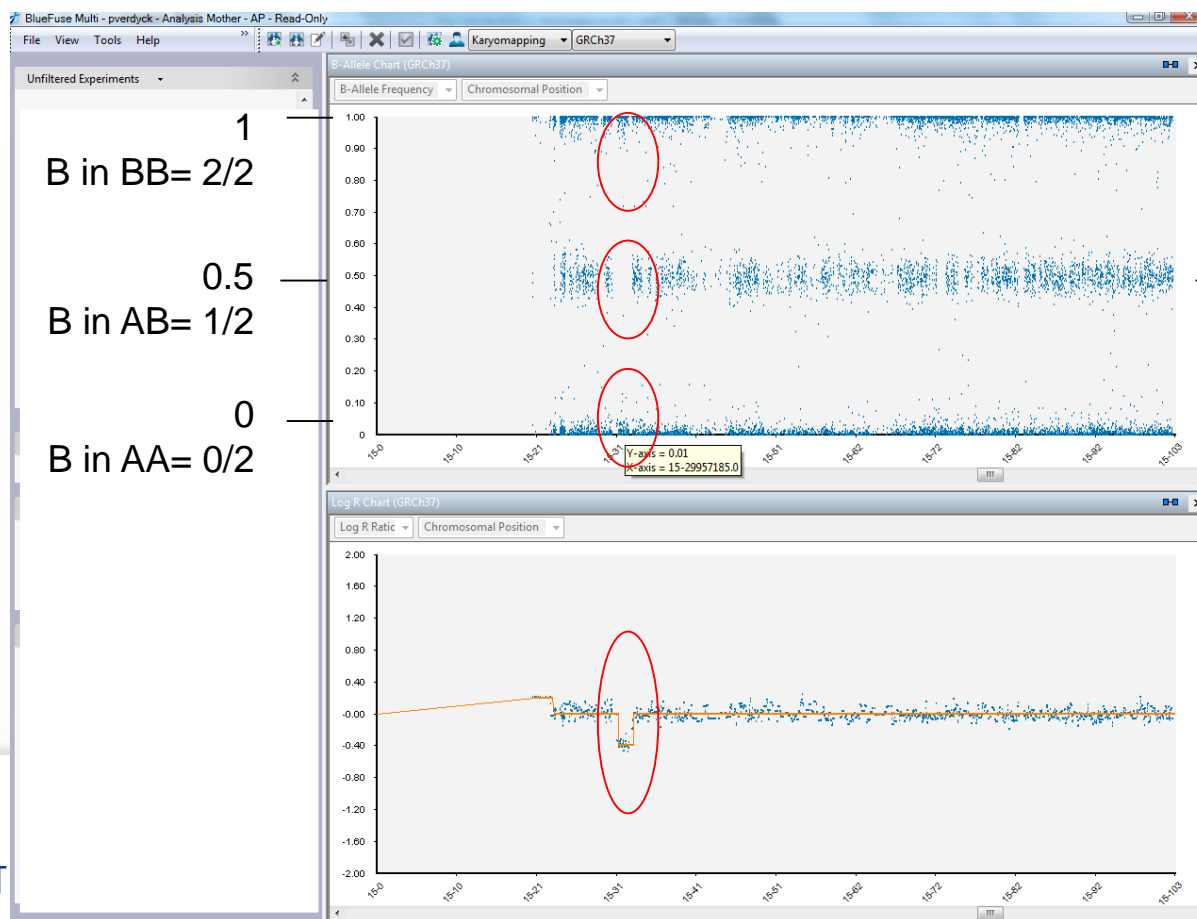 BlueFuse Multi - pverdyck - Analysis Mother - AP - Read-Only
File View Tools Help » Karyomapping GRCh37
Unfiltered Experiments
1
B in BB= 2/2
0.5
B in AB= 1/2
0
B in AA= 0/2
B-Allele Chart (GRCh37)
B-Allele Frequency Chromosomal Position
1.00
0.90
0.80
0.70
0.60
0.50
0.40
0.30
0.20
0.10
0
15-0 15-10 15-21 15-31 15-51 15-62 15-72 15-82 15-92 15-103
Y-axis = 0.01
X-axis = 15-29957185.0
Log R Chart (GRCh37)
Log R Ratic Chromosomal Position
2.00
1.60
1.20
0.80
0.40
-0.00
-0.40
-0.80
-1.20
-1.60
-2.00
15-0 15-10 15-21 15-31 15-41 15-51 15-62 15-72 15-82 15-92 15-103
T